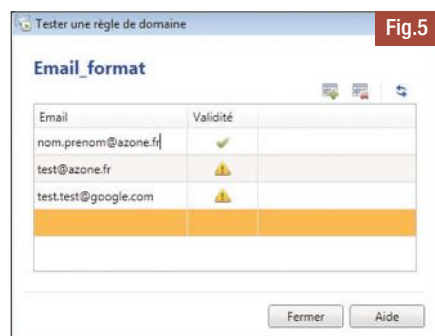 Tester une règle de domaine
Fig.5
Email_format
Email Validité
nom.prenom@azone.fr
test@azone.fr
test.test@google.com
Fermer Aide